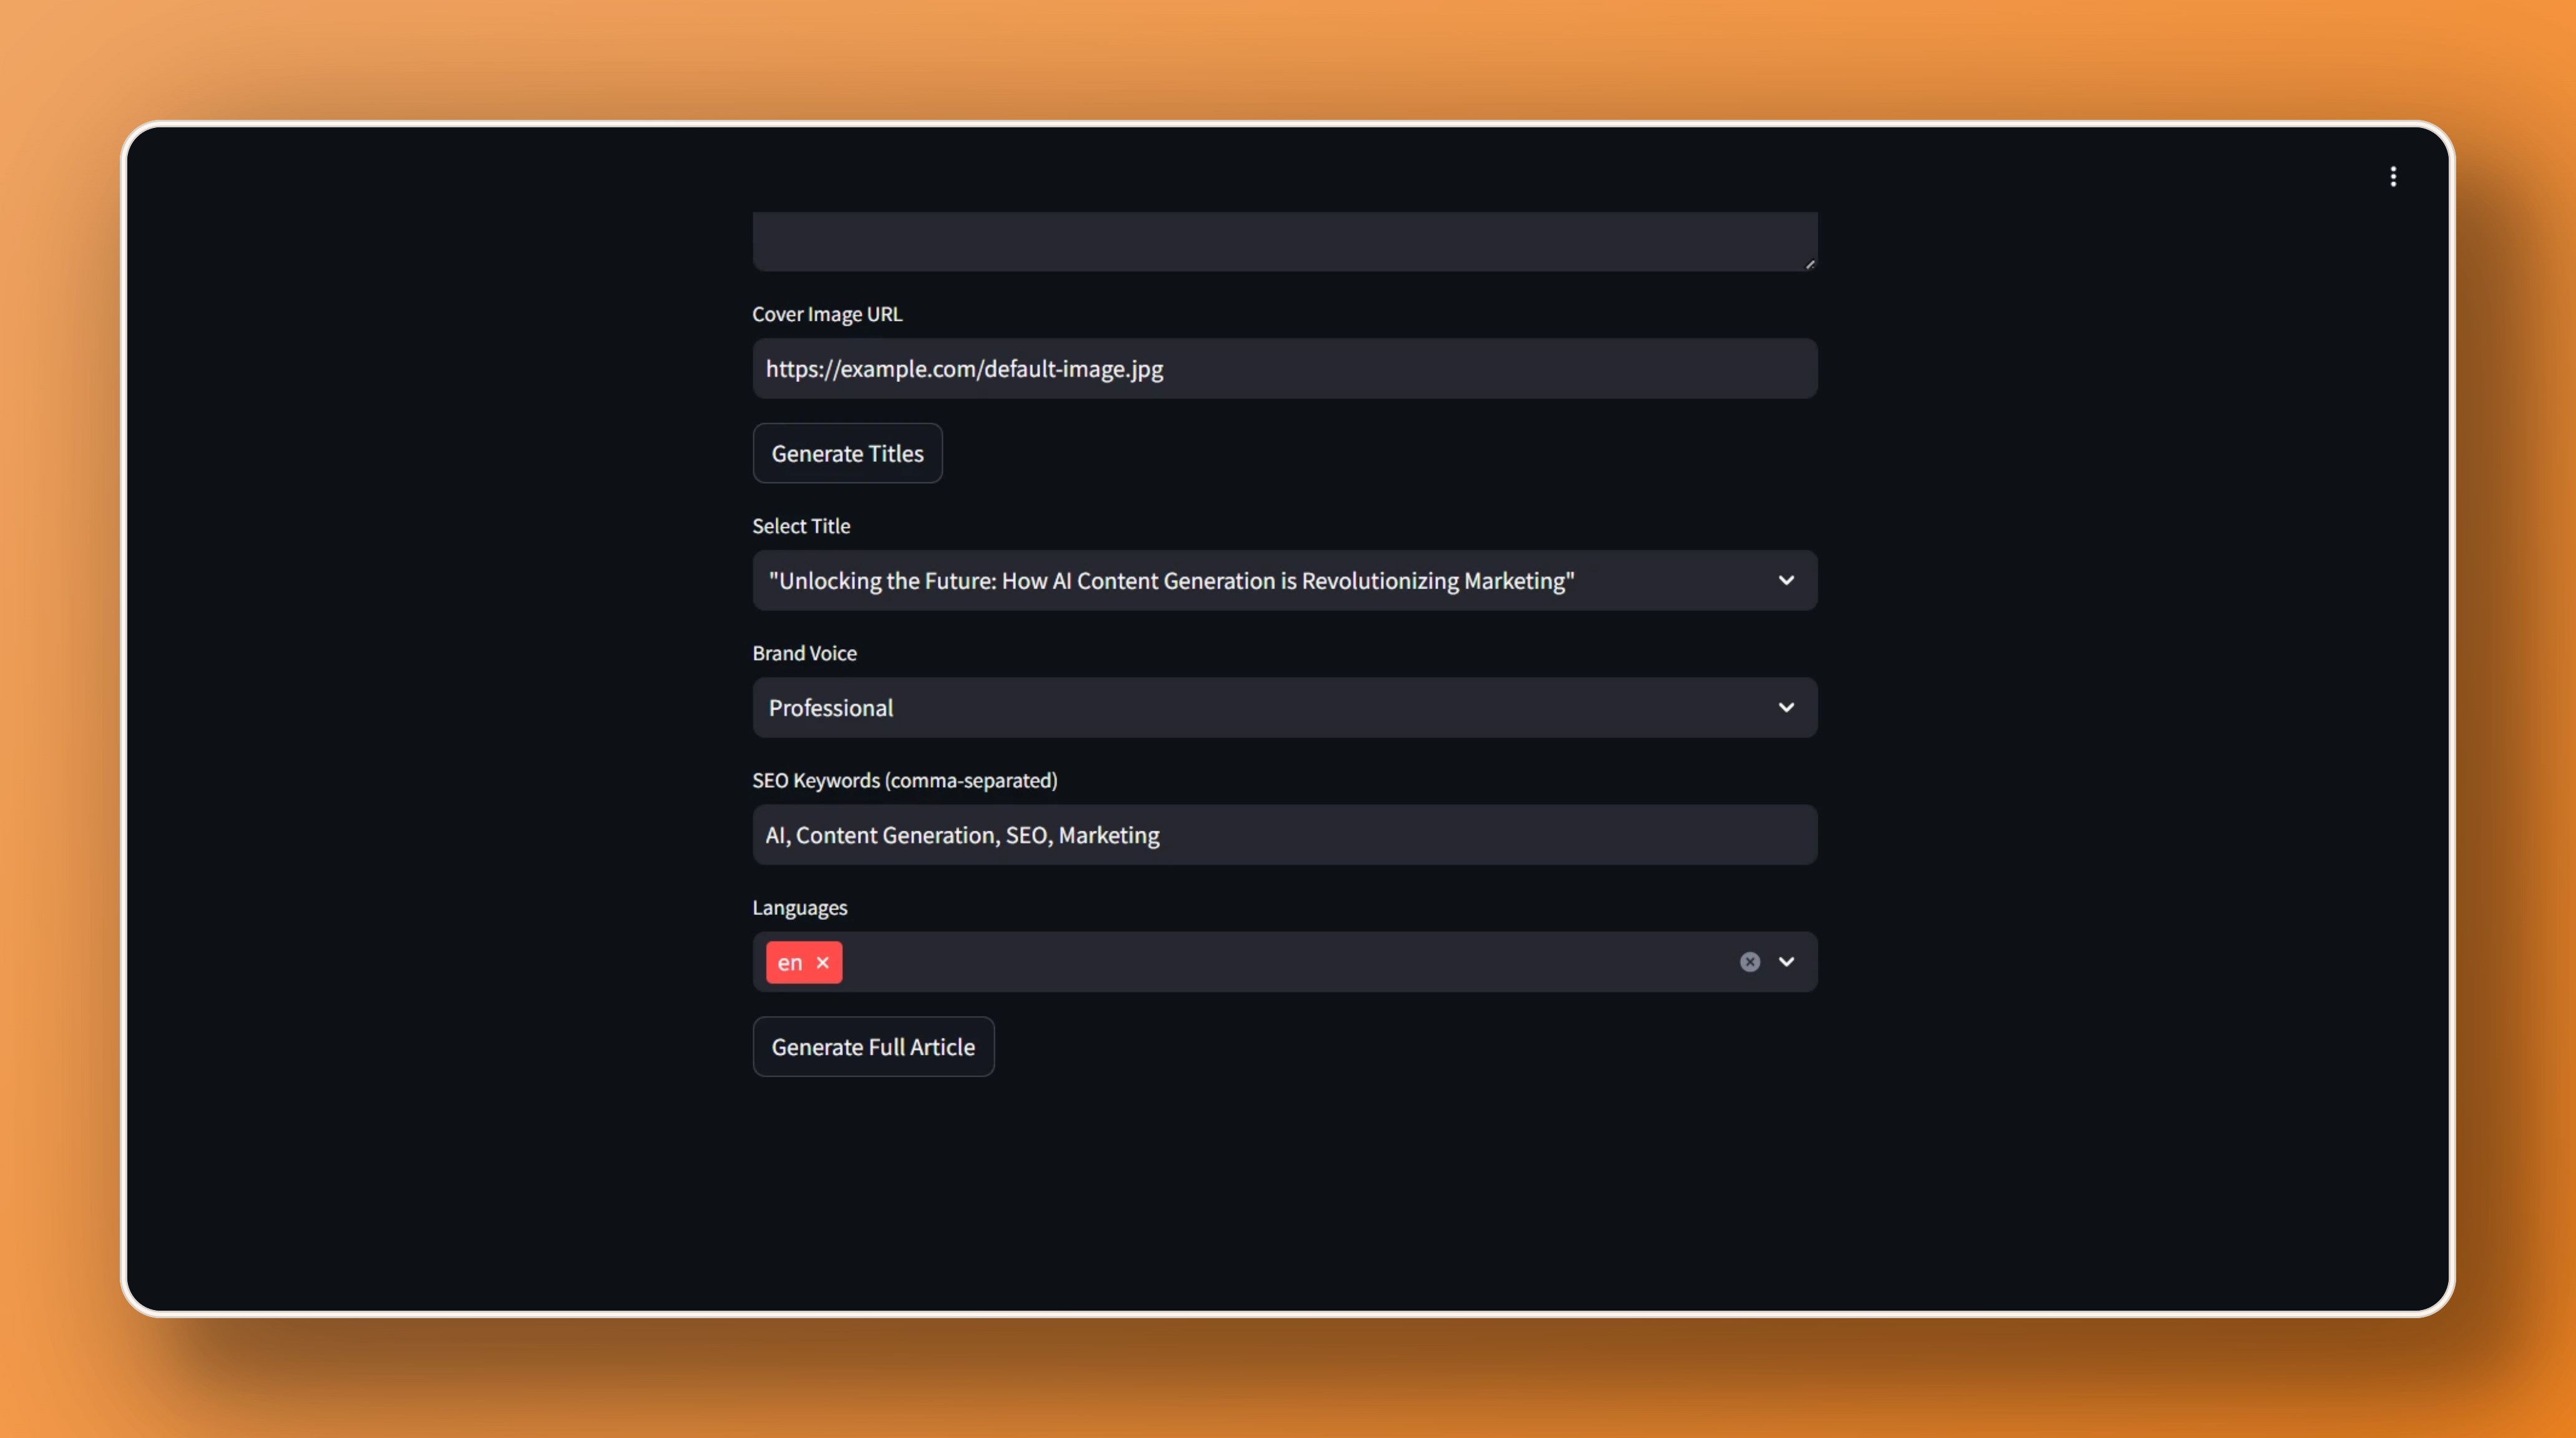 Cover Image URL
https://example.com/default-image.jpg
Generate Titles
Select Title
"Unlocking the Future: How AI Content Generation is Revolutionizing Marketing"
Brand Voice
Professional
SEO Keywords (comma-separated)
AI, Content Generation, SEO, Marketing
Languages
en
Generate Full Article